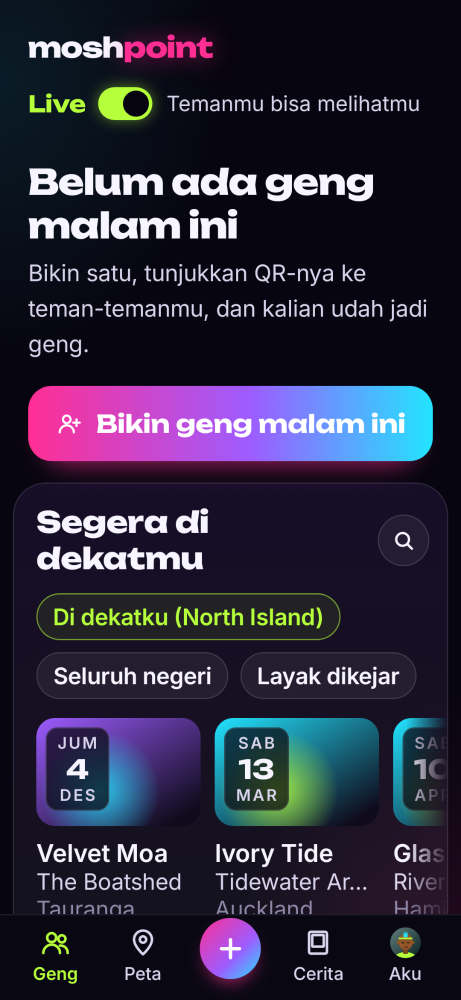 moshpoint
Live
Temanmu bisa melihatmu
Belum ada geng
malam ini
Bikin satu, tunjukkan QR-nya ke
teman-temanmu, dan kalian udah jadi
geng.
Bikin geng malam ini
Segera di
dekatmu
Di dekatku (North Island)
Seluruh negeri
Layak dikejar
JUM
4
DES
SAB
13
MAR
10
Velvet Moa
Ivory Tide
Glas
The Boatshed
Tidewater Ar...
River
Tauranga
Auckland
Geng
Peta
Cerita
Aku